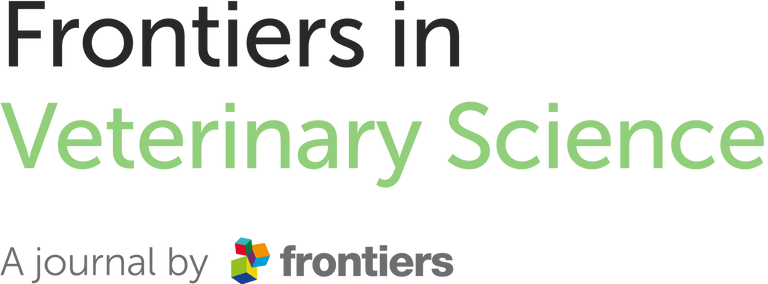 Frontiers in
Veterinary Science
A journal by frontiers